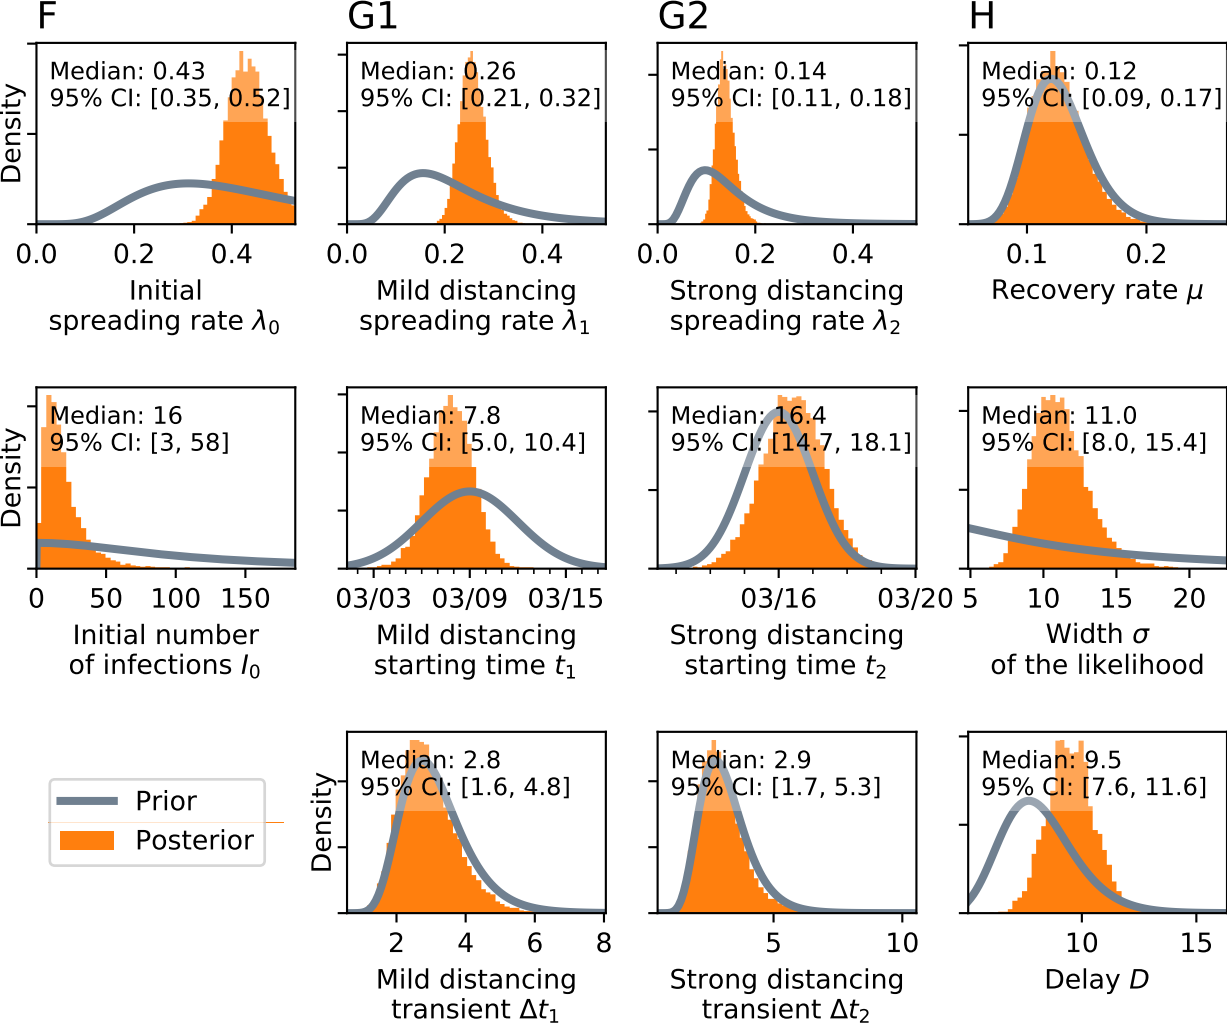 F
G1
G2
H
Density
Median: 0.43
95% CI: [0.35, 0.52]
0.0
0.2
0.4
Initial
spreading rate λ0
Median: 0.26
95% CI: [0.21, 0.32]
0.0
0.2
0.4
Mild distancing
spreading rate λ1
Median: 0.14
95% CI: [0.11, 0.18]
0.0
0.2
0.4
Strong distancing
spreading rate λ2
Median: 0.12
95% CI: [0.09, 0.17]
0.1
0.2
Recovery rate μ
Density
Median: 16
95% CI: [3, 58]
0
50
100
150
Initial number
of infections I0
Median: 7.8
95% CI: [5.0, 10.4]
03/03
03/09
03/15
Mild distancing
starting time t1
Median: 16.4
95% CI: [14.7, 18.1]
03/16
03/20
Strong distancing
starting time t2
Median: 11.0
95% CI: [8.0, 15.4]
5
10
15
20
Width σ
of the likelihood
Prior
Posterior
Density
Median: 2.8
95% CI: [1.6, 4.8]
2
4
6
8
Mild distancing
transient Δt1
Median: 2.9
95% CI: [1.7, 5.3]
5
10
Strong distancing
transient Δt2
Median: 9.5
95% CI: [7.6, 11.6]
10
15
Delay D